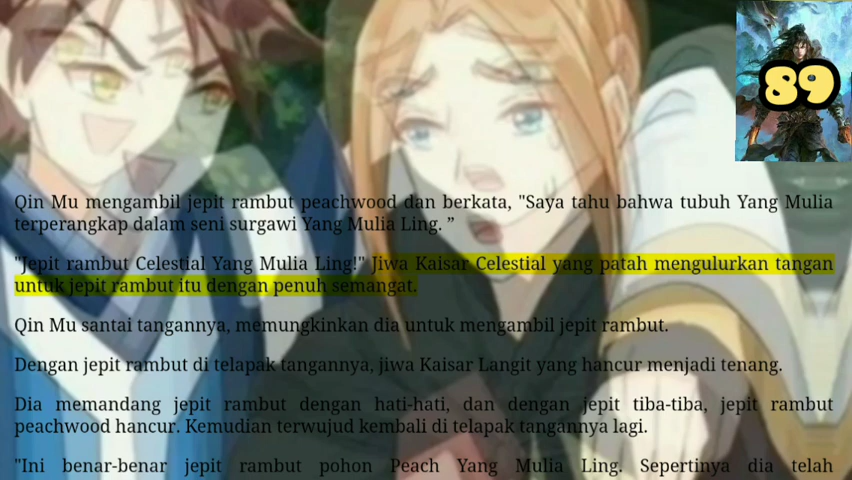 89
Qin Mu mengambil jepit rambut peachwood dan berkata, "Saya tahu bahwa tubuh Yang Mulia
terperangkap dalam seni surgawi Yang Mulia Ling. ”
"Jepit rambut Celestial Yang Mulia Ling!" Jiwa Kaisar Celestial yang patah mengulurkan tangan
untuk jepit rambut itu dengan penuh semangat.
Qin Mu santai tangannya, memungkinkan dia untuk mengambil jepit rambut.
Dengan jepit rambut di telapak tangannya, jiwa Kaisar Langit yang hancur menjadi tenang.
Dia memandang jepit rambut dengan hati-hati, dan dengan jepit tiba-tiba, jepit rambut
peachwood hancur. Kemudian terwujud kembali di telapak tangannya lagi.
"Ini benar-benar jepit rambut pohon Peach Yang Mulia Ling. Sepertinya dia telah